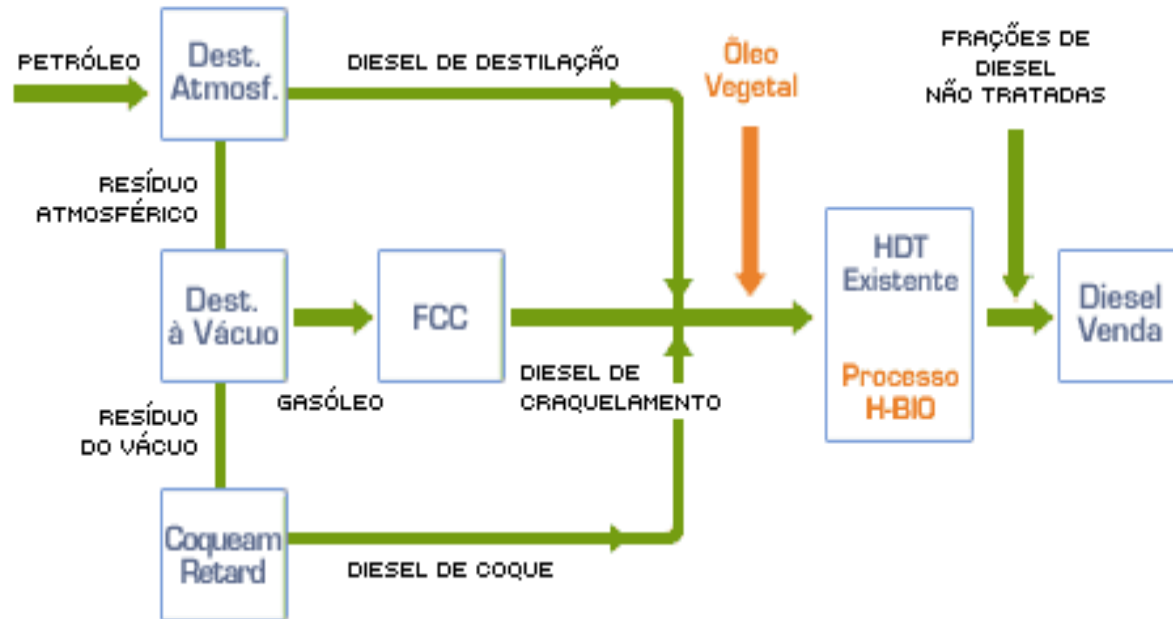 PETRÓLEO
Dest.
Atmosf.
DIESEL DE DESTILAÇÃO
Óleo
Vegetal
FRAÇÕES DE
DIESEL
NÃO TRATADAS
RESÍDUO
ATMOSFÉRICO
Dest.
à Vácuo
GASÓLEO
FCC
DIESEL DE
CRAQUELAMENTO
HDT
Existente
Processo
H-BIO
Diesel
Venda
RESÍDUO
DO VÁCUO
Coqueam
Retard
DIESEL DE COQUE